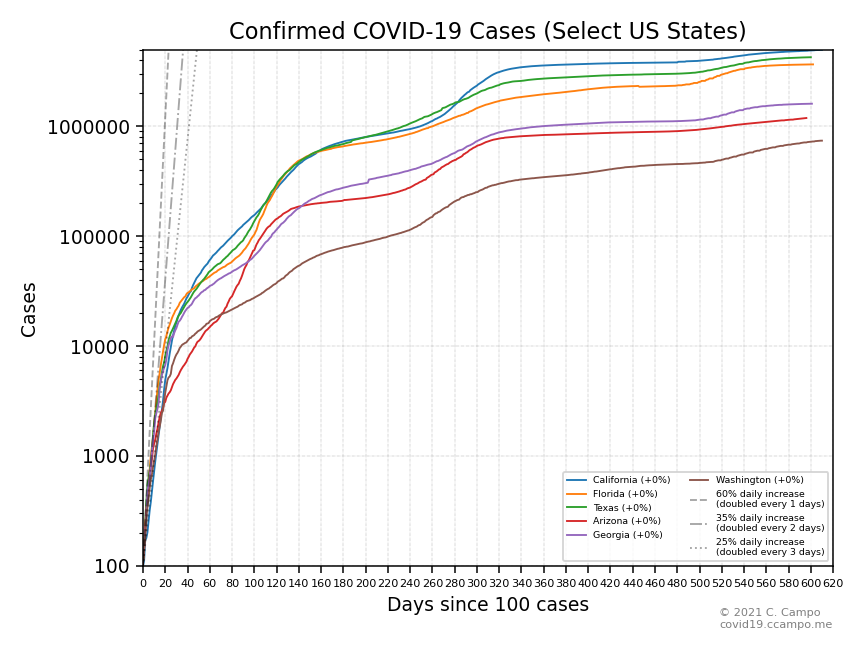 Confirmed COVID-19 Cases (Select US States)
1000000
100000
10000
1000
100
Cases
0 20 40 60 80 100 120 140 160 180 200 220 240 260 280 300 320 340 360 380 400 420 440 460 480 500 520 540 560 580 600 620
Days since 100 cases
California (+0%)
Florida (+0%)
Texas (+0%)
Arizona (+0%)
Georgia (+0%)
Washington (+0%)
60% daily increase
(doubled every 1 days)
35% daily increase
(doubled every 2 days)
25% daily increase
(doubled every 3 days)
© 2021 C. Campo
covid19.ccampo.me